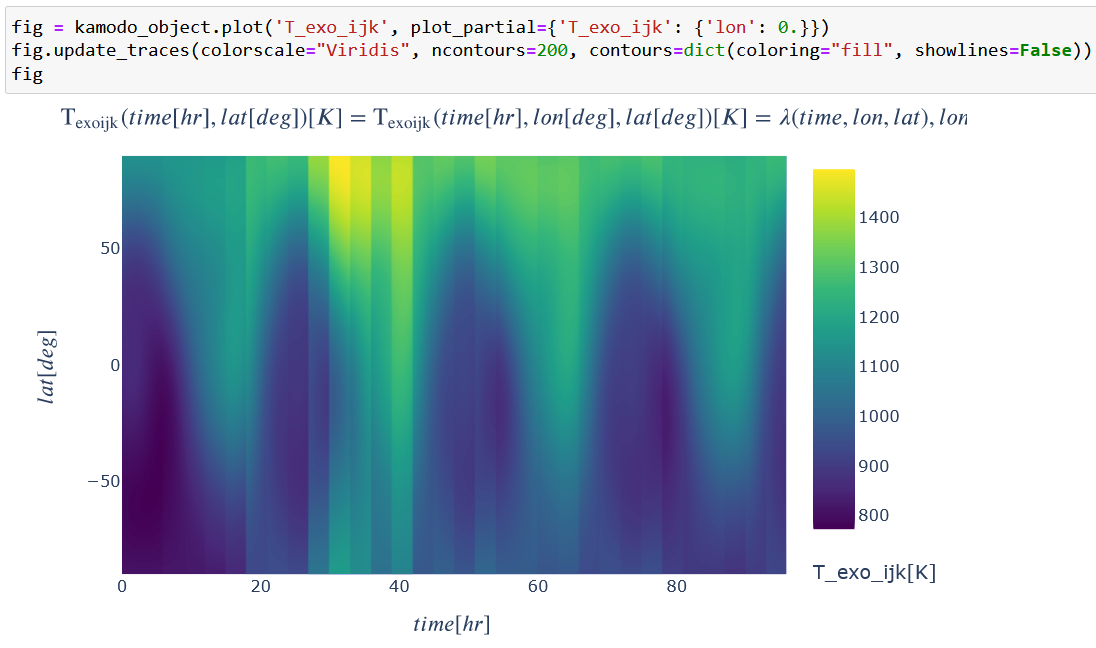 fig = kamodo_object.plot('T_exo_ijk', plot_partial={'T_exo_ijk': {'lon': 0.}})
fig.update_traces(colorscale="Viridis", ncontours=200, contours=dict(coloring="fill", showlines=False))
fig
T_exoijk(time[hr], lat[deg])[K] = T_exoijk(time[hr], lon[deg], lat[deg])[K] = λ(time, lon, lat), lon
1400
1300
1200
1100
1000
900
800
T_exo_ijk[K]
50
0
−50
lat[deg]
0 20 40 60 80
time[hr]